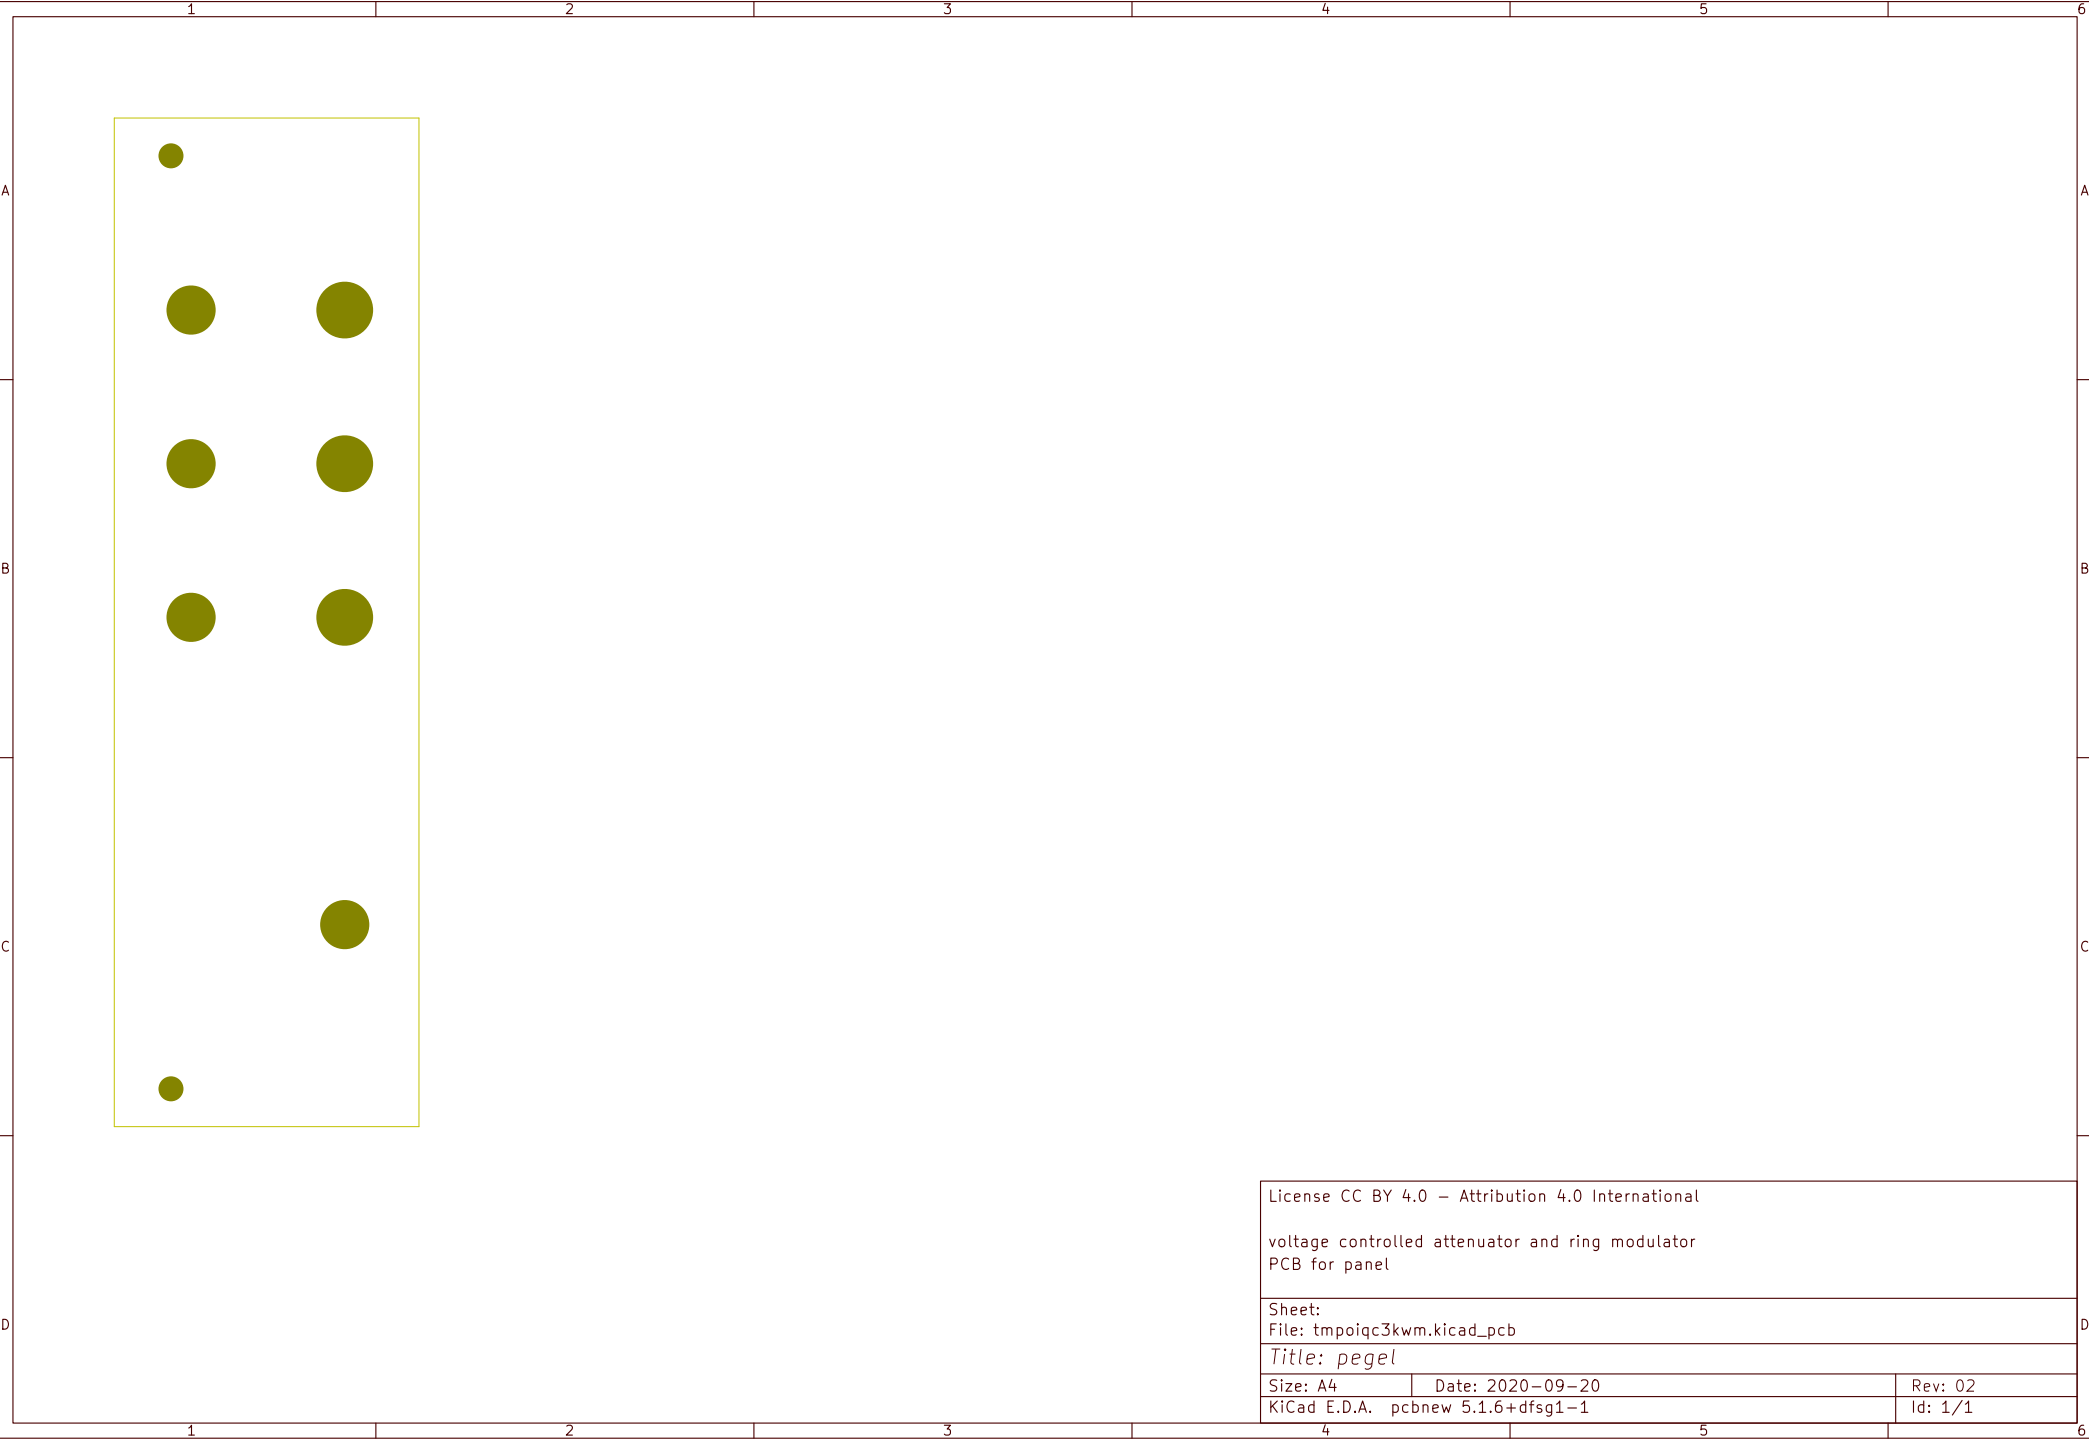 1 2 3 4 5 6
A A
B B
C C
License CC BY 4.0 – Attribution 4.0 International
voltage controlled attenuator and ring modulator
PCB for panel
Sheet:
D D
File: tmpoiqc3kwm.kicad_pcb
Title: pegel
Size: A4 Date: 2020-09-20 Rev: 02
KiCad E.D.A. pcbnew 5.1.6+dfsg1-1 Id: 1/1
1 2 3 4 5 6